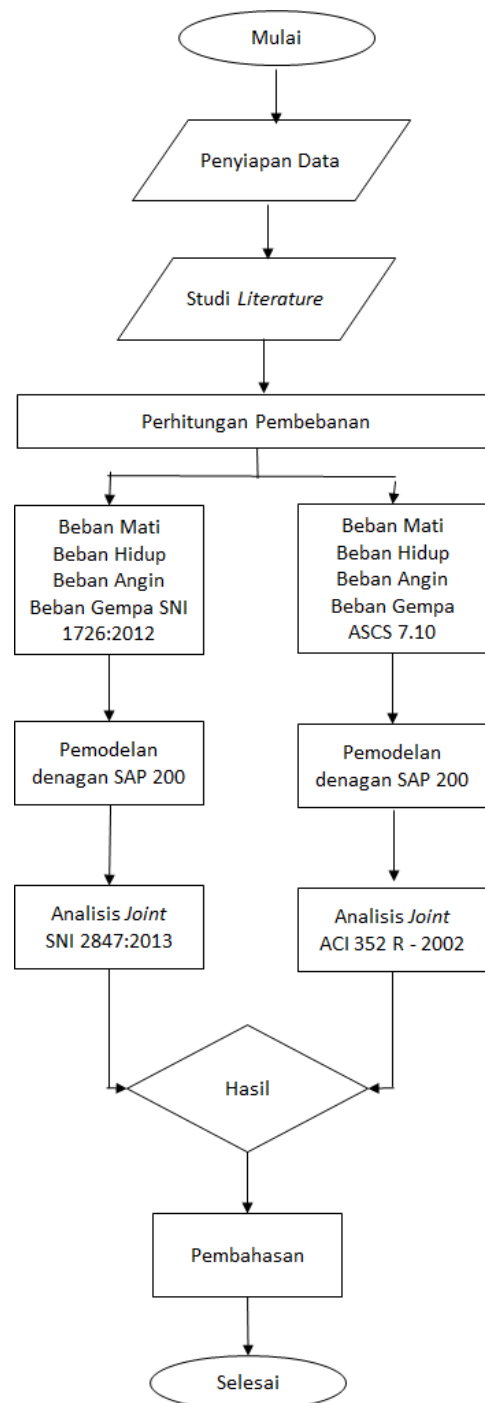 Mulai
Penyiapan Data
Studi Literature
Perhitungan Pembebanan
Beban Mati
Beban Hidup
Beban Angin
Beban Gempa SNI
1726:2012
Beban Mati
Beban Hidup
Beban Angin
Beban Gempa
ASCS 7.10
Pemodelan
denagan SAP 200
Pemodelan
denagan SAP 200
Analisis Joint
SNI 2847:2013
Analisis Joint
ACI 352 R - 2002
Hasil
Pembahasan
Selesai